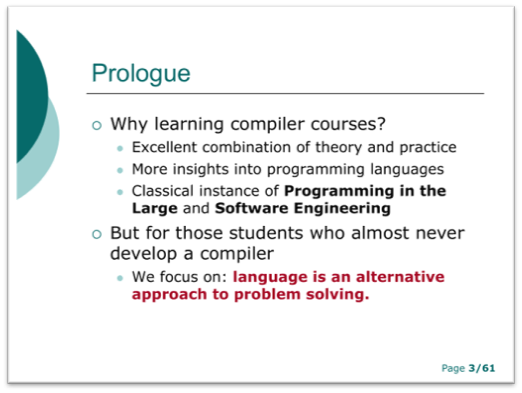 Prologue
Why learning compiler courses?
Excellent combination of theory and practice
More insights into programming languages
Classical instance of Programming in the
Large and Software Engineering
But for those students who almost never
develop a compiler
We focus on: language is an alternative
approach to problem solving.
Page 3/61